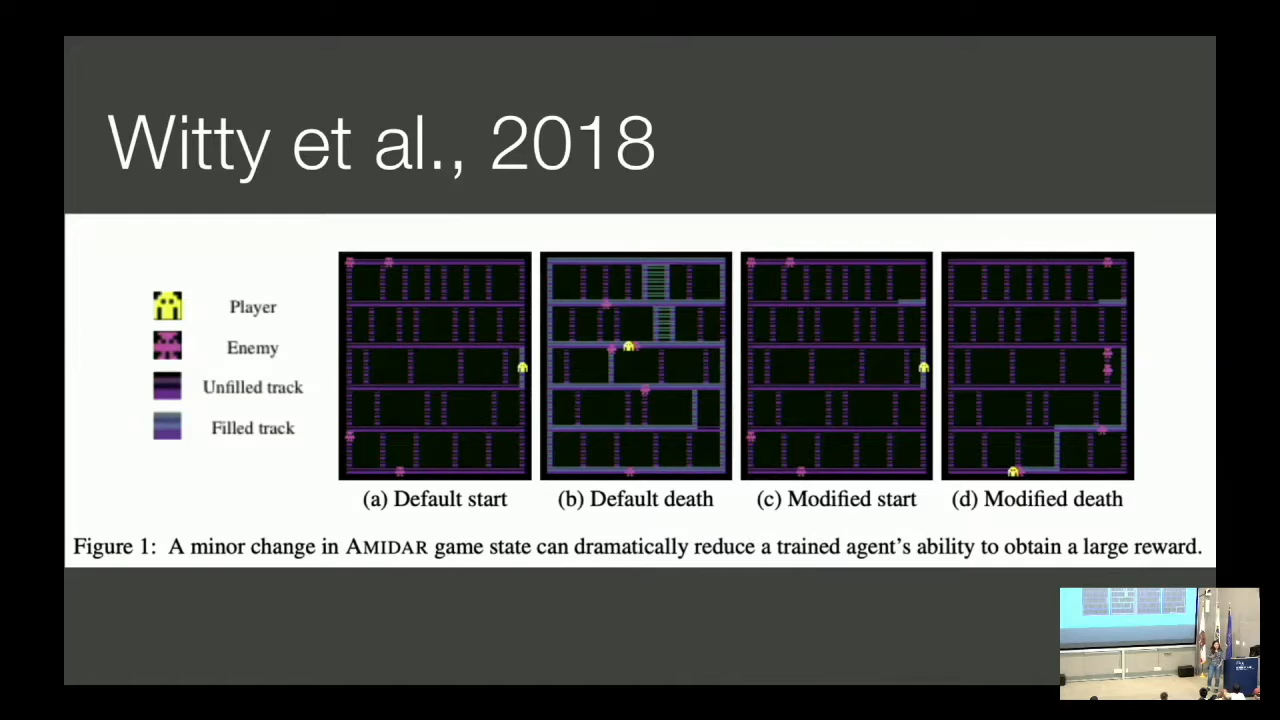 Witty et al., 2018
Player
Enemy
Unfilled track
Filled track
(a) Default start
(b) Default death
(c) Modified start
(d) Modified death
Figure 1: A minor change in AMIDAR game state can dramatically reduce a trained agent's ability to obtain a large reward.